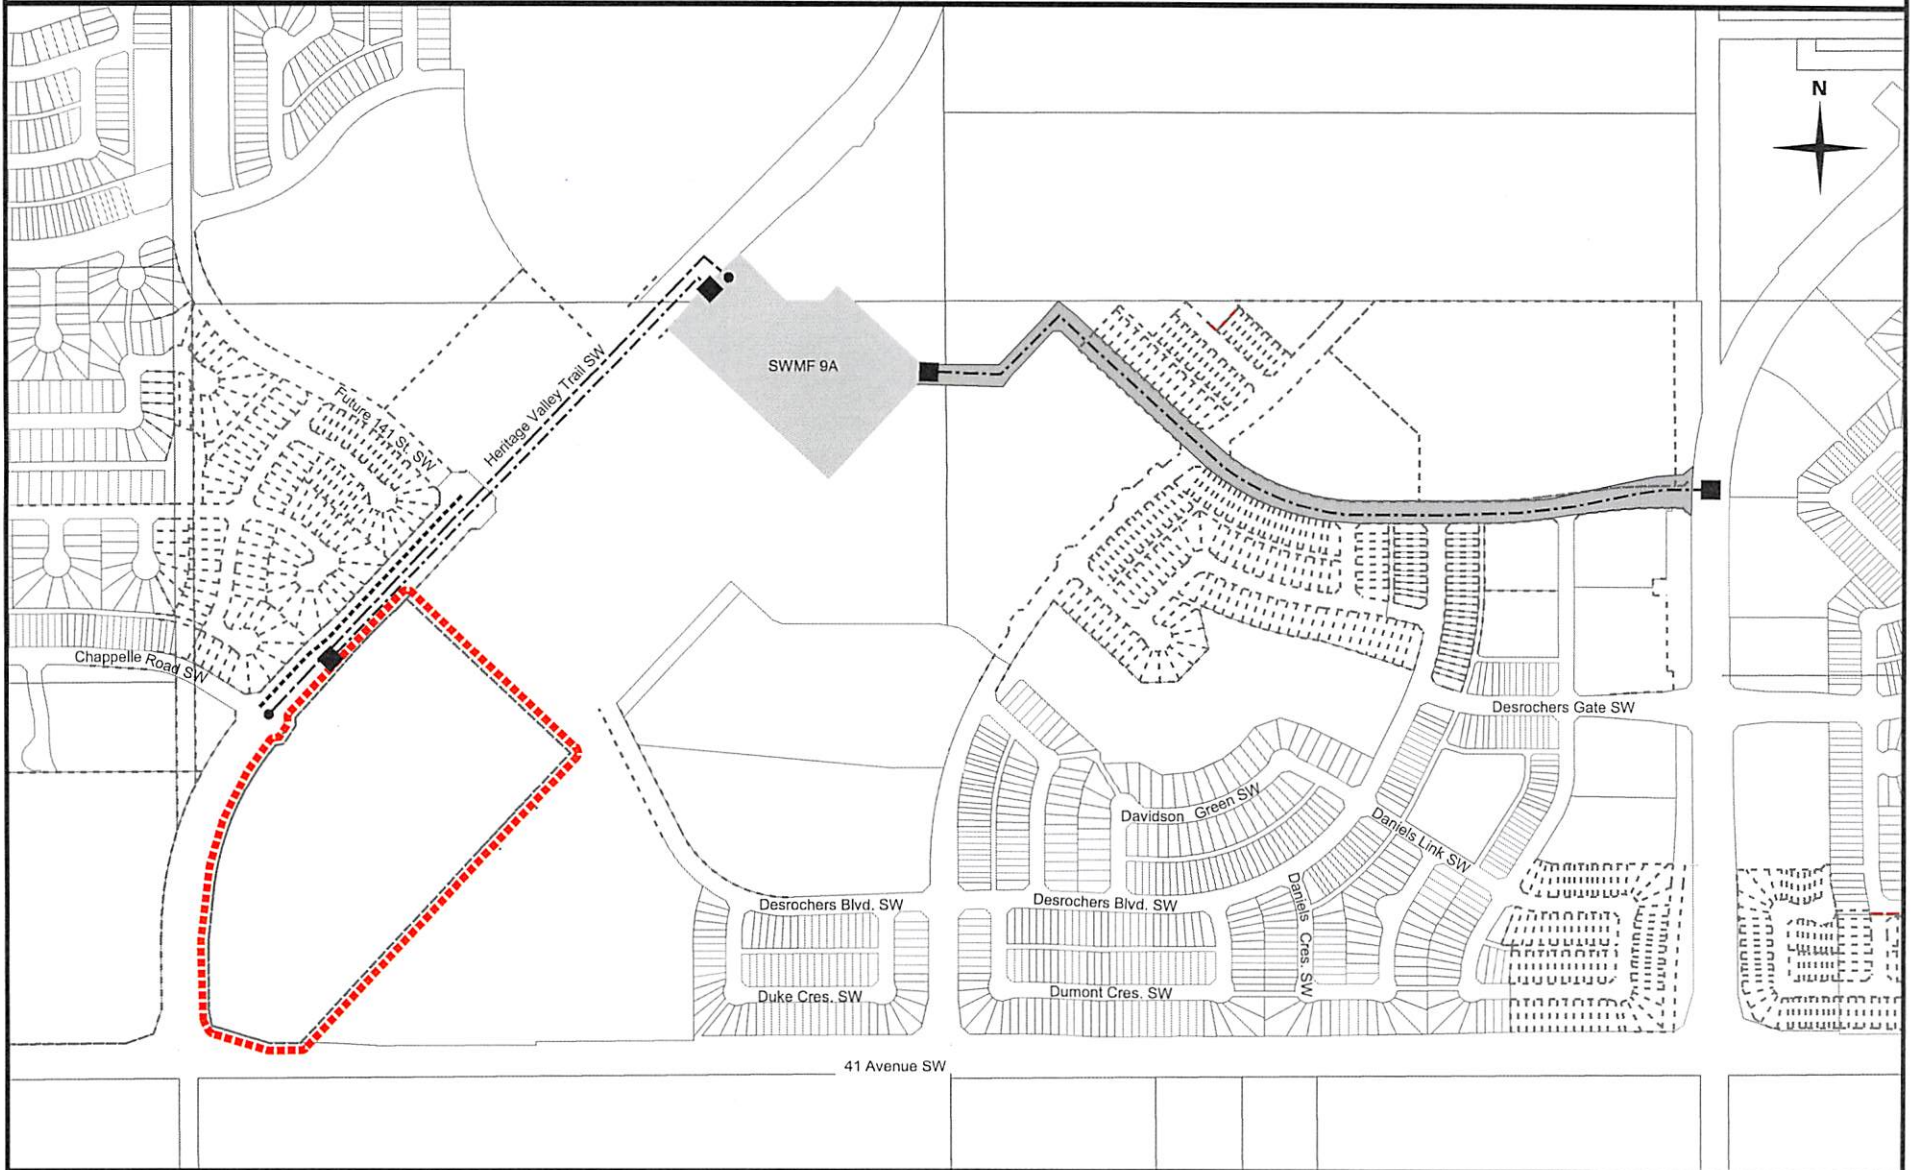 N
SWMF 9A
Heritage Valley Trail SW
Future 141 St. SW
Chappelle Road SW
Desrochers Gate SW
Davidson Green SW
Daniels Link SW
Daniels Cres. SW
Desrochers Blvd. SW
Desrochers Blvd. SW
Duke Cres. SW
Dumont Cres. SW
41 Avenue SW